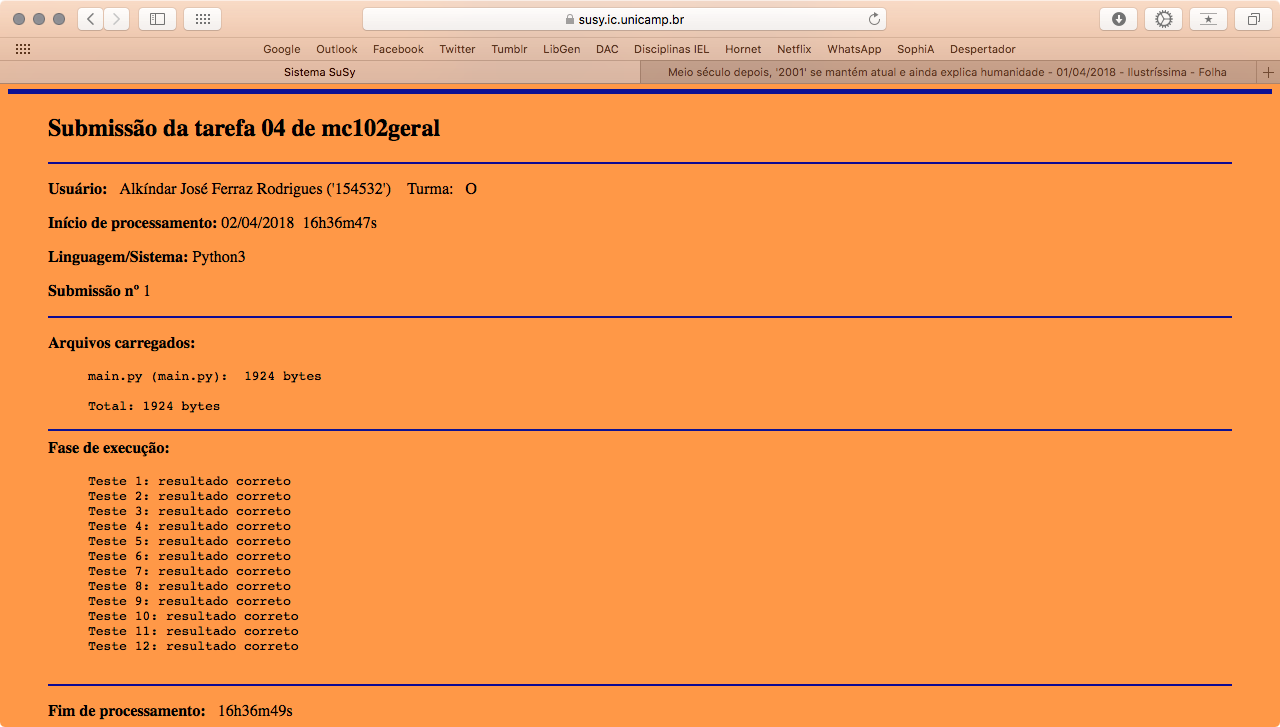 susy.ic.unicamp.br
Google Outlook Facebook Twitter Tumblr LibGen DAC Disciplinas IEL Hornet Netflix WhatsApp SophiA Despertador
Sistema SuSy Meio século depois, '2001' se mantém atual e ainda explica humanidade - 01/04/2018 - Ilustríssima - Folha
Submissão da tarefa 04 de mc102geral
Usuário: Alkíndar José Ferraz Rodrigues ('154532') Turma: O
Início de processamento: 02/04/2018 16h36m47s
Linguagem/Sistema: Python3
Submissão nº 1
Arquivos carregados:
main.py (main.py): 1924 bytes
Total: 1924 bytes
Fase de execução:
Teste 1: resultado correto
Teste 2: resultado correto
Teste 3: resultado correto
Teste 4: resultado correto
Teste 5: resultado correto
Teste 6: resultado correto
Teste 7: resultado correto
Teste 8: resultado correto
Teste 9: resultado correto
Teste 10: resultado correto
Teste 11: resultado correto
Teste 12: resultado correto
Fim de processamento: 16h36m49s